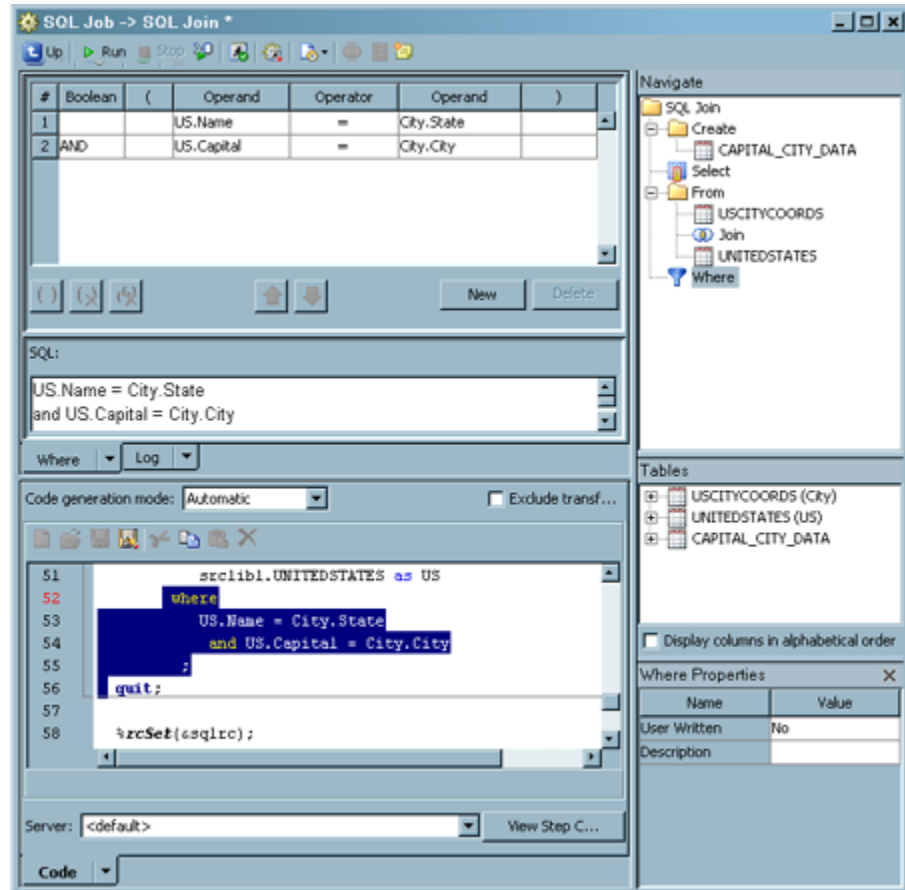 SQL Job -> SQL Join *
Up Run Stop
# Boolean ( Operand Operator Operand )
1 US.Name = City.State
2 AND US.Capital = City.City
New Delete
SQL:
US.Name = City.State
and US.Capital = City.City
Where Log
Code generation mode: Automatic Exclude transf...
51 srclib1.UNITEDSTATES as US
52 where
53 US.Name = City.State
54 and US.Capital = City.City
55 ;
56 quit;
57
58 %rcSet(&sqlrc);
Server: <default> View Step C...
Code
Navigate
SQL Join
Create
CAPITAL_CITY_DATA
Select
From
USCITYCOORDS
Join
UNITEDSTATES
Where
Tables
USCITYCOORDS (City)
UNITEDSTATES (US)
CAPITAL_CITY_DATA
Display columns in alphabetical order
Where Properties
Name Value
User Written No
Description